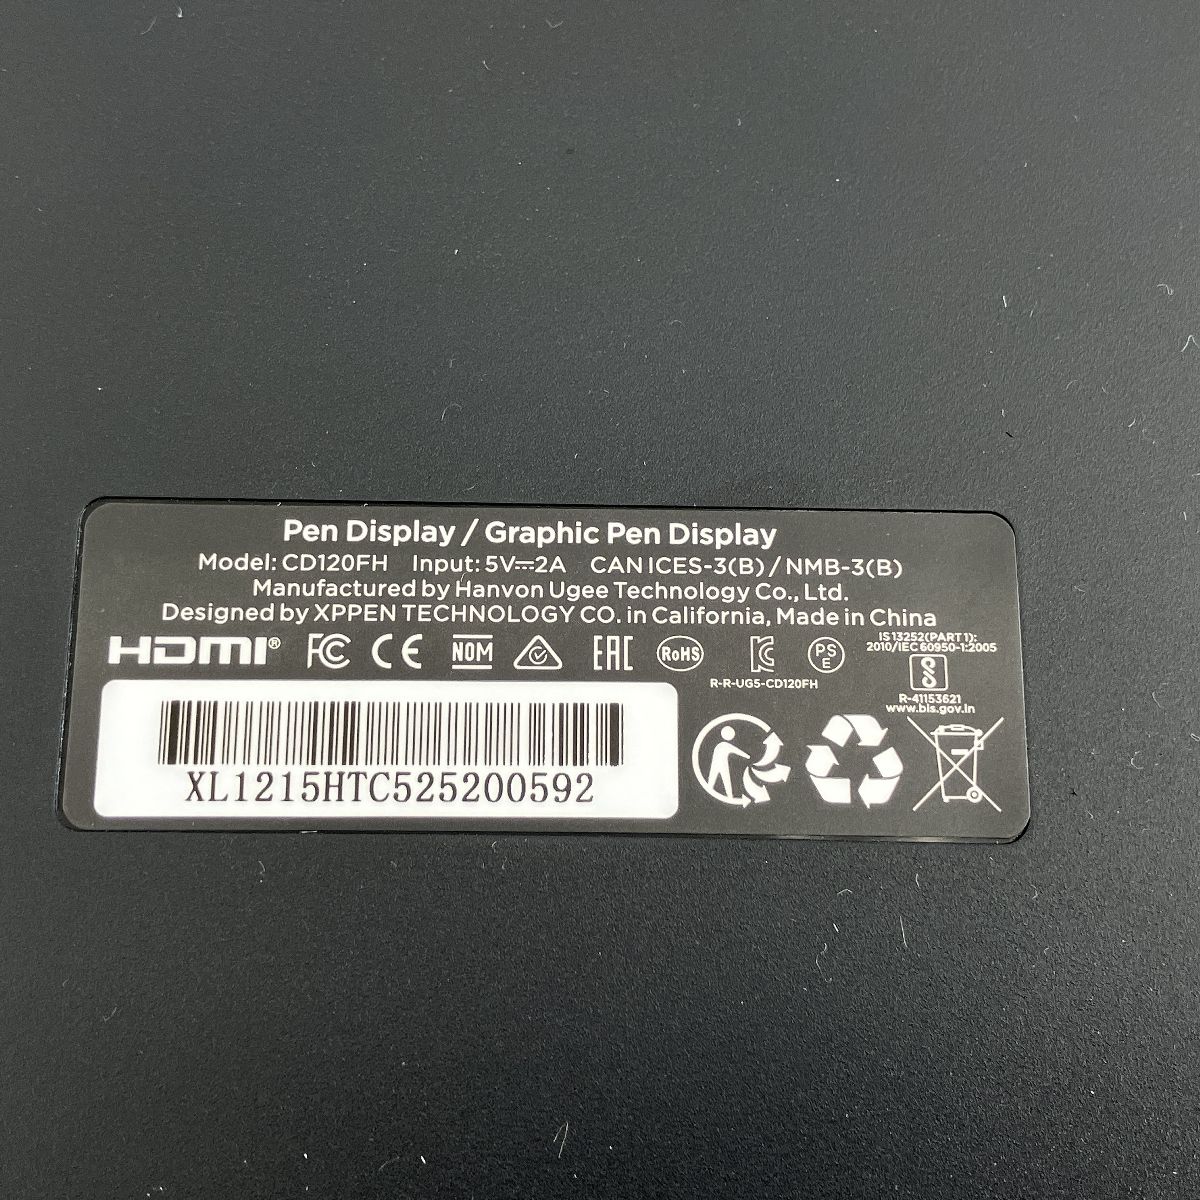 Pen Display / Graphic Pen Display
Model: CD120FH Input: 5V⎓2A CAN ICES-3(B) / NMB-3(B)
Manufactured by Hanvon Ugee Technology Co., Ltd.
Designed by XPPEN TECHNOLOGY CO. in California, Made in China
HDMI® FC CE NOM EAC RoHS PSE
R-R-UG5-CD120FH
IS 13252(PART 1):
2010/IEC 60950-1:2005
R-41153621
www.bis.gov.in
XL1215HTC525200592